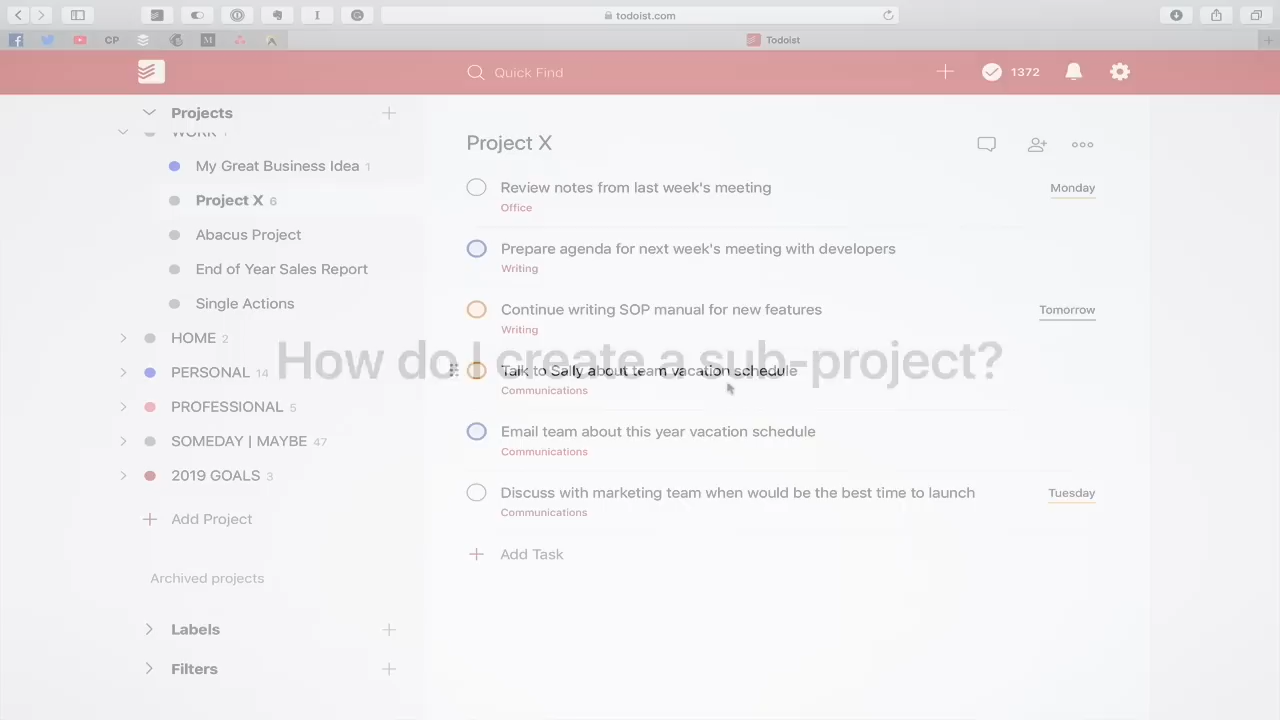 todoist.com
CP
M
Todoist
Quick Find
1372
Projects
WORK 1
My Great Business Idea 1
Project X 6
Abacus Project
End of Year Sales Report
Single Actions
HOME 2
PERSONAL 14
PROFESSIONAL 5
SOMEDAY | MAYBE 47
2019 GOALS 3
Add Project
Archived projects
Labels
Filters
Project X
Review notes from last week's meeting
Monday
Office
Prepare agenda for next week's meeting with developers
Writing
Continue writing SOP manual for new features
Tomorrow
Writing
How do I create a sub-project?
Talk to Sally about team vacation schedule
Communications
Email team about this year vacation schedule
Communications
Discuss with marketing team when would be the best time to launch
Tuesday
Communications
Add Task